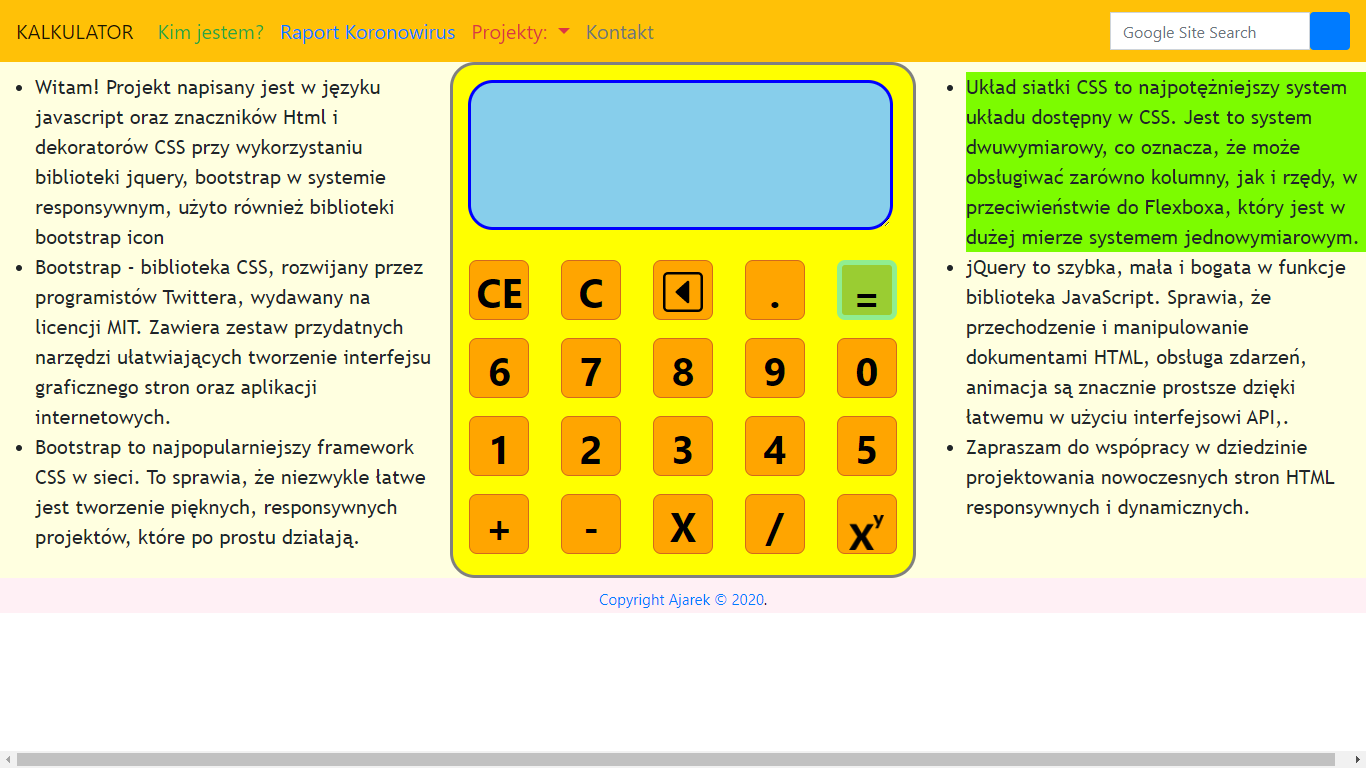 KALKULATOR Kim jestem? Raport Koronowirus Projekty: Kontakt Google Site Search
Witam! Projekt napisany jest w języku
javascript oraz znaczników Html i
dekoratorów CSS przy wykorzystaniu
biblioteki jquery, bootstrap w systemie
responsywnym, użyto również biblioteki
bootstrap icon
Bootstrap - biblioteka CSS, rozwijany przez
programistów Twittera, wydawany na
licencji MIT. Zawiera zestaw przydatnych
narzędzi ułatwiających tworzenie interfejsu
graficznego stron oraz aplikacji
internetowych.
Bootstrap to najpopularniejszy framework
CSS w sieci. To sprawia, że niezwykle łatwe
jest tworzenie pięknych, responsywnych
projektów, które po prostu działają.
CE C . =
6 7 8 9 0
1 2 3 4 5
+ - X / Xʸ
Układ siatki CSS to najpotężniejszy system
układu dostępny w CSS. Jest to system
dwuwymiarowy, co oznacza, że może
obsługiwać zarówno kolumny, jak i rzędy, w
przeciwieństwie do Flexboxa, który jest w
dużej mierze systemem jednowymiarowym.
jQuery to szybka, mała i bogata w funkcje
biblioteka JavaScript. Sprawia, że
przechodzenie i manipulowanie
dokumentami HTML, obsługa zdarzeń,
animacja są znacznie prostsze dzięki
łatwemu w użyciu interfejsowi API,.
Zapraszam do wspópracy w dziedzinie
projektowania nowoczesnych stron HTML
responsywnych i dynamicznych.
Copyright Ajarek © 2020.